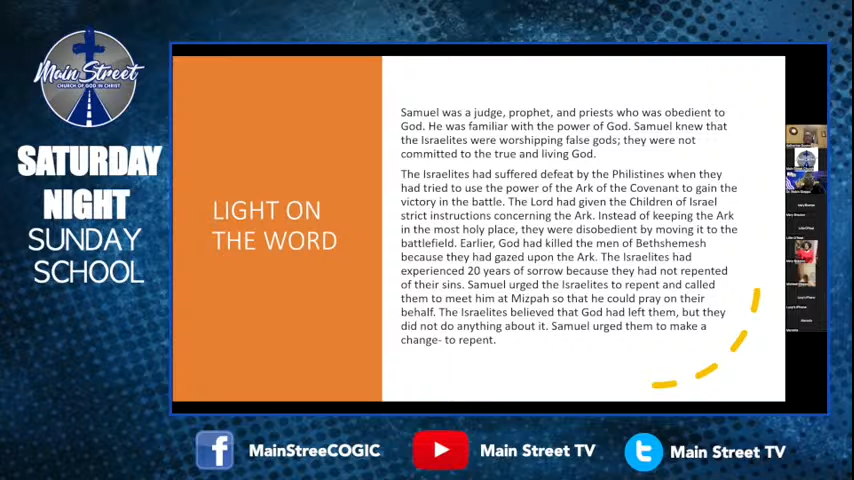 Main Street
CHURCH OF GOD IN CHRIST
SATURDAY
NIGHT
SUNDAY
SCHOOL
LIGHT ON
THE WORD
Samuel was a judge, prophet, and priests who was obedient to
God. He was familiar with the power of God. Samuel knew that
the Israelites were worshipping false gods; they were not
committed to the true and living God.
The Israelites had suffered defeat by the Philistines when they
had tried to use the power of the Ark of the Covenant to gain the
victory in the battle. The Lord had given the Children of Israel
strict instructions concerning the Ark. Instead of keeping the Ark
in the most holy place, they were disobedient by moving it to the
battlefield. Earlier, God had killed the men of Bethshemesh
because they had gazed upon the Ark. The Israelites had
experienced 20 years of sorrow because they had not repented
of their sins. Samuel urged the Israelites to repent and called
them to meet him at Mizpah so that he could pray on their
behalf. The Israelites believed that God had left them, but they
did not do anything about it. Samuel urged them to make a
change- to repent.
MainStreeCOGIC
Main Street TV
Main Street TV